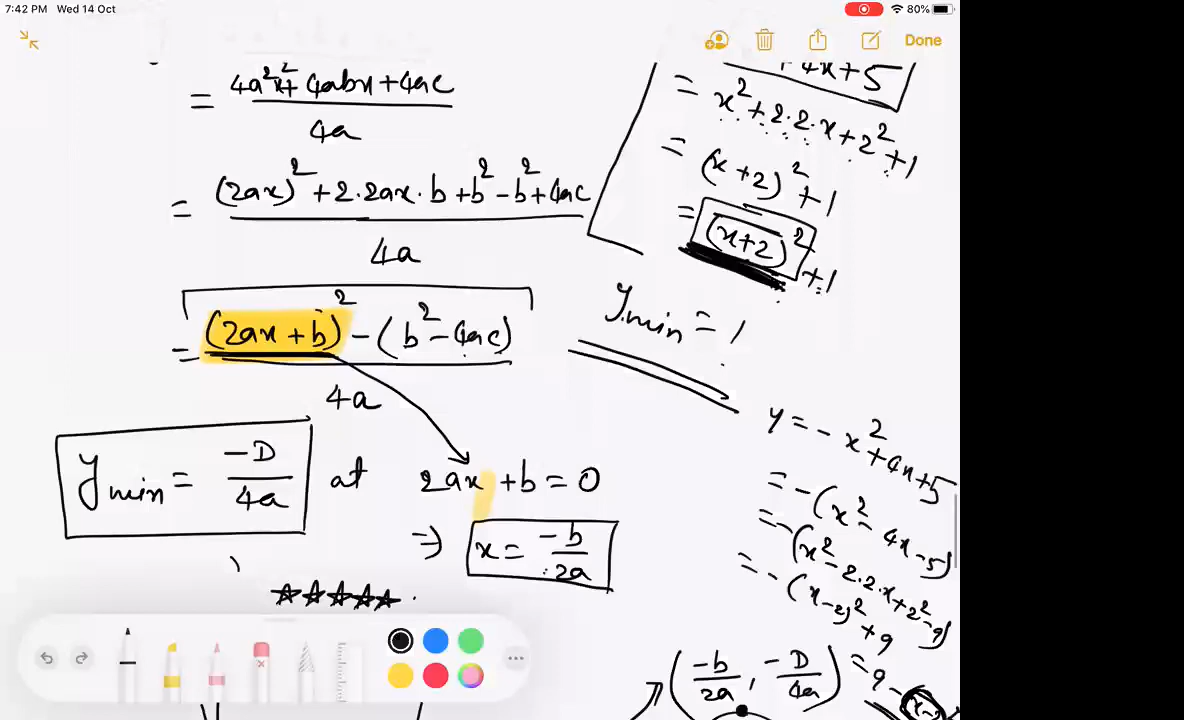 7:42 PM Wed 14 Oct
80%
Done
= (4a²x² + 4abx + 4ac) / 4a
= ((2ax)² + 2·2ax·b + b² - b² + 4ac) / 4a
= ((2ax + b)² - (b² - 4ac)) / 4a
y min = -D / 4a at 2ax + b = 0
⇒ x = -b / 2a
☆☆☆☆☆
+ 4x + 5
= x² + 2·2·x + 2² + 1
= (x + 2)² + 1
= (x+2)² + 1
y min = 1
y = - x² + 4x + 5
= -(x² - 4x - 5)
= -(x² - 2·2·x + 2² - 9)
= -(x - 2)² + 9
= 9 -
(-b / 2a, -D / 4a)